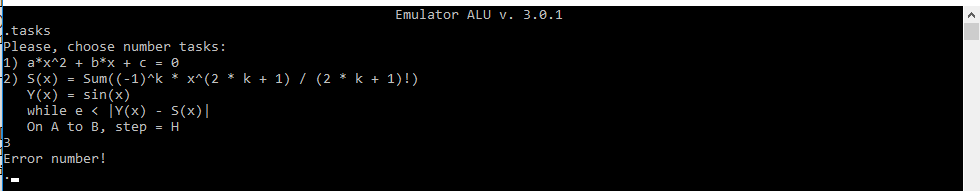 Emulator ALU v. 3.0.1
.tasks
Please, choose number tasks:
1) a*x^2 + b*x + c = 0
2) S(x) = Sum((-1)^k * x^(2 * k + 1) / (2 * k + 1)!)
Y(x) = sin(x)
while e < |Y(x) - S(x)|
On A to B, step = H
3
Error number!
.